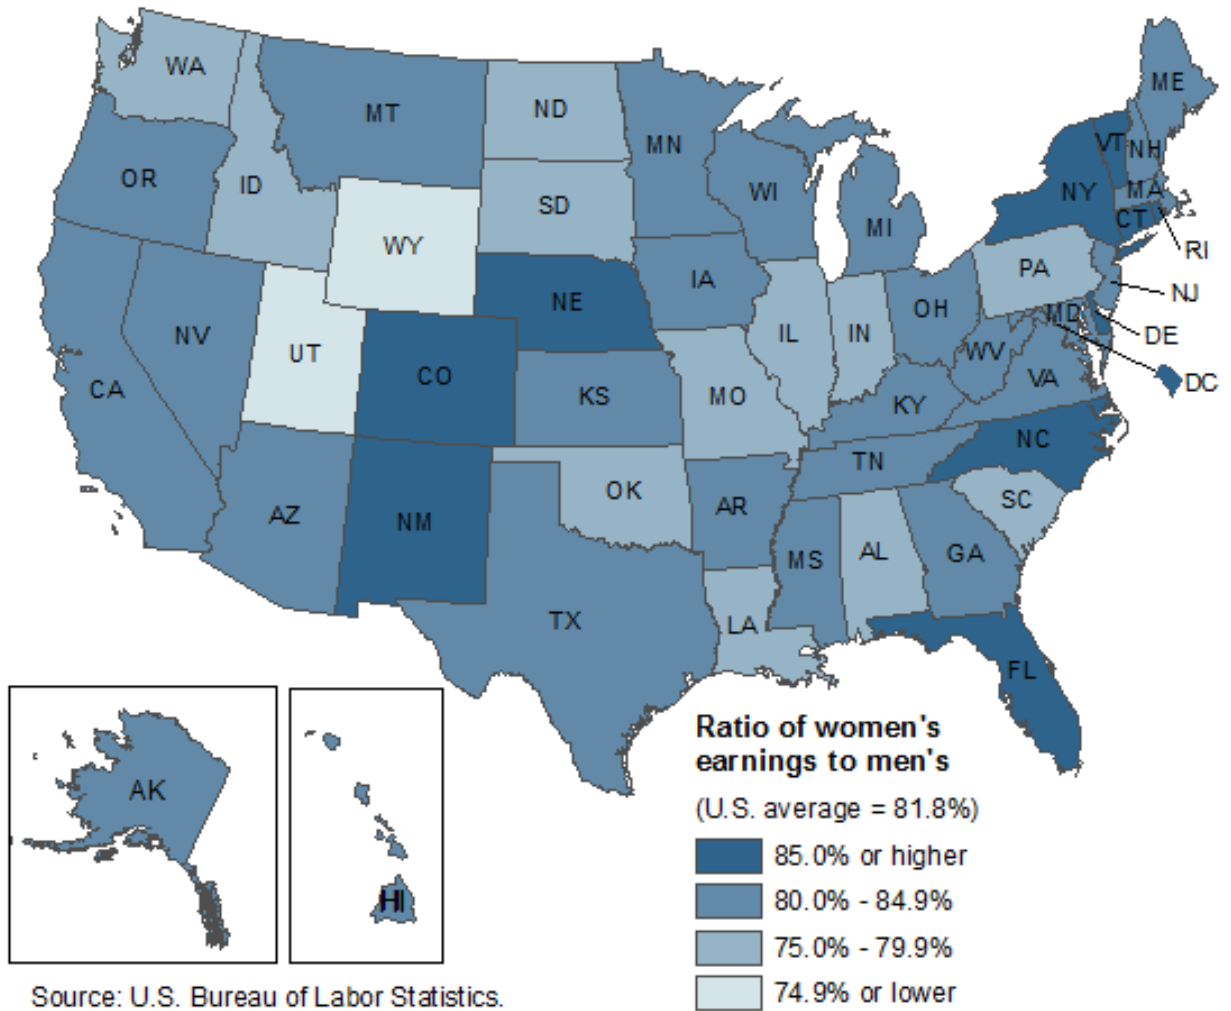 WA
MT
ND
MN
ME
VT
NH
OR
ID
SD
WI
MI
NY
MA
CT
WY
RI
PA
IA
NE
NJ
NV
UT
CO
IL
IN
OH
MD
DE
WV
CA
KS
MO
KY
VA
DC
NC
TN
OK
AR
SC
AZ
NM
MS
AL
GA
TX
LA
FL
AK
HI
Ratio of women's
earnings to men's
(U.S. average = 81.8%)
85.0% or higher
80.0% - 84.9%
75.0% - 79.9%
74.9% or lower
Source: U.S. Bureau of Labor Statistics.